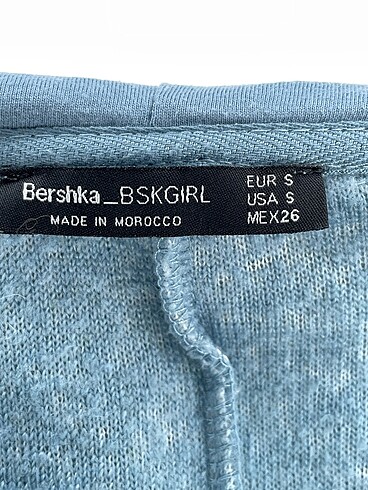 Bershka_BSKGIRL
MADE IN MOROCCO
EUR S
USA S
MEX26